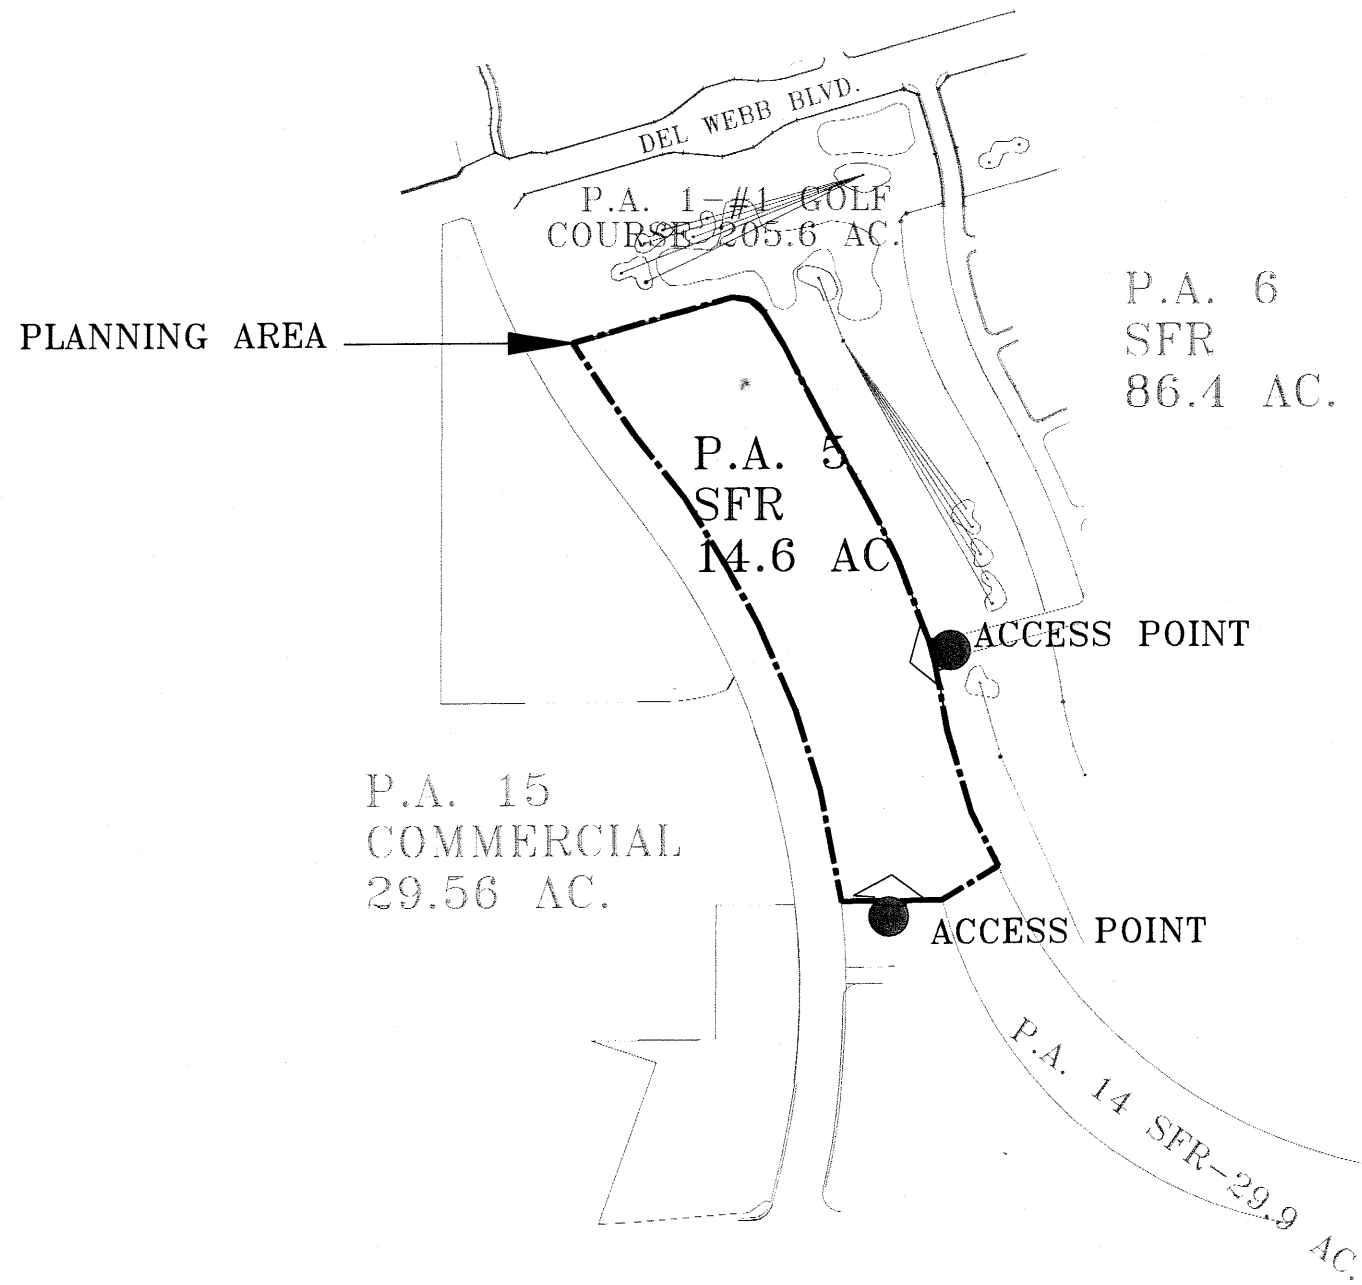 DEL WEBB BLVD.
P.A. 1-#1 GOLF
COURSE 205.6 AC.
P.A. 6
SFR
86.4 AC.
PLANNING AREA
P.A. 5
SFR
14.6 AC
ACCESS POINT
P.A. 15
COMMERCIAL
29.56 AC.
ACCESS POINT
P.A. 14 SFR-29.9 AC.